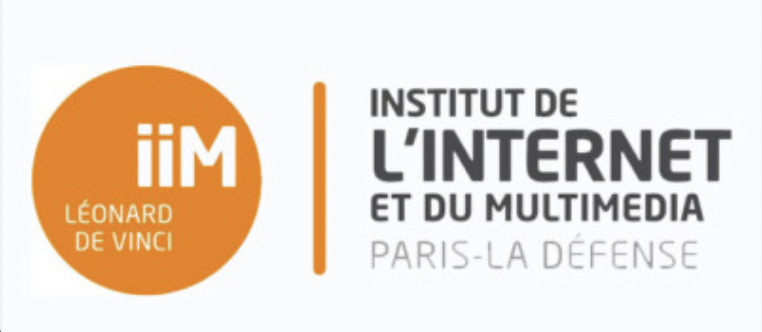 iiM
LÉONARD
DE VINCI
INSTITUT DE
L'INTERNET
ET DU MULTIMEDIA
PARIS-LA DÉFENSE